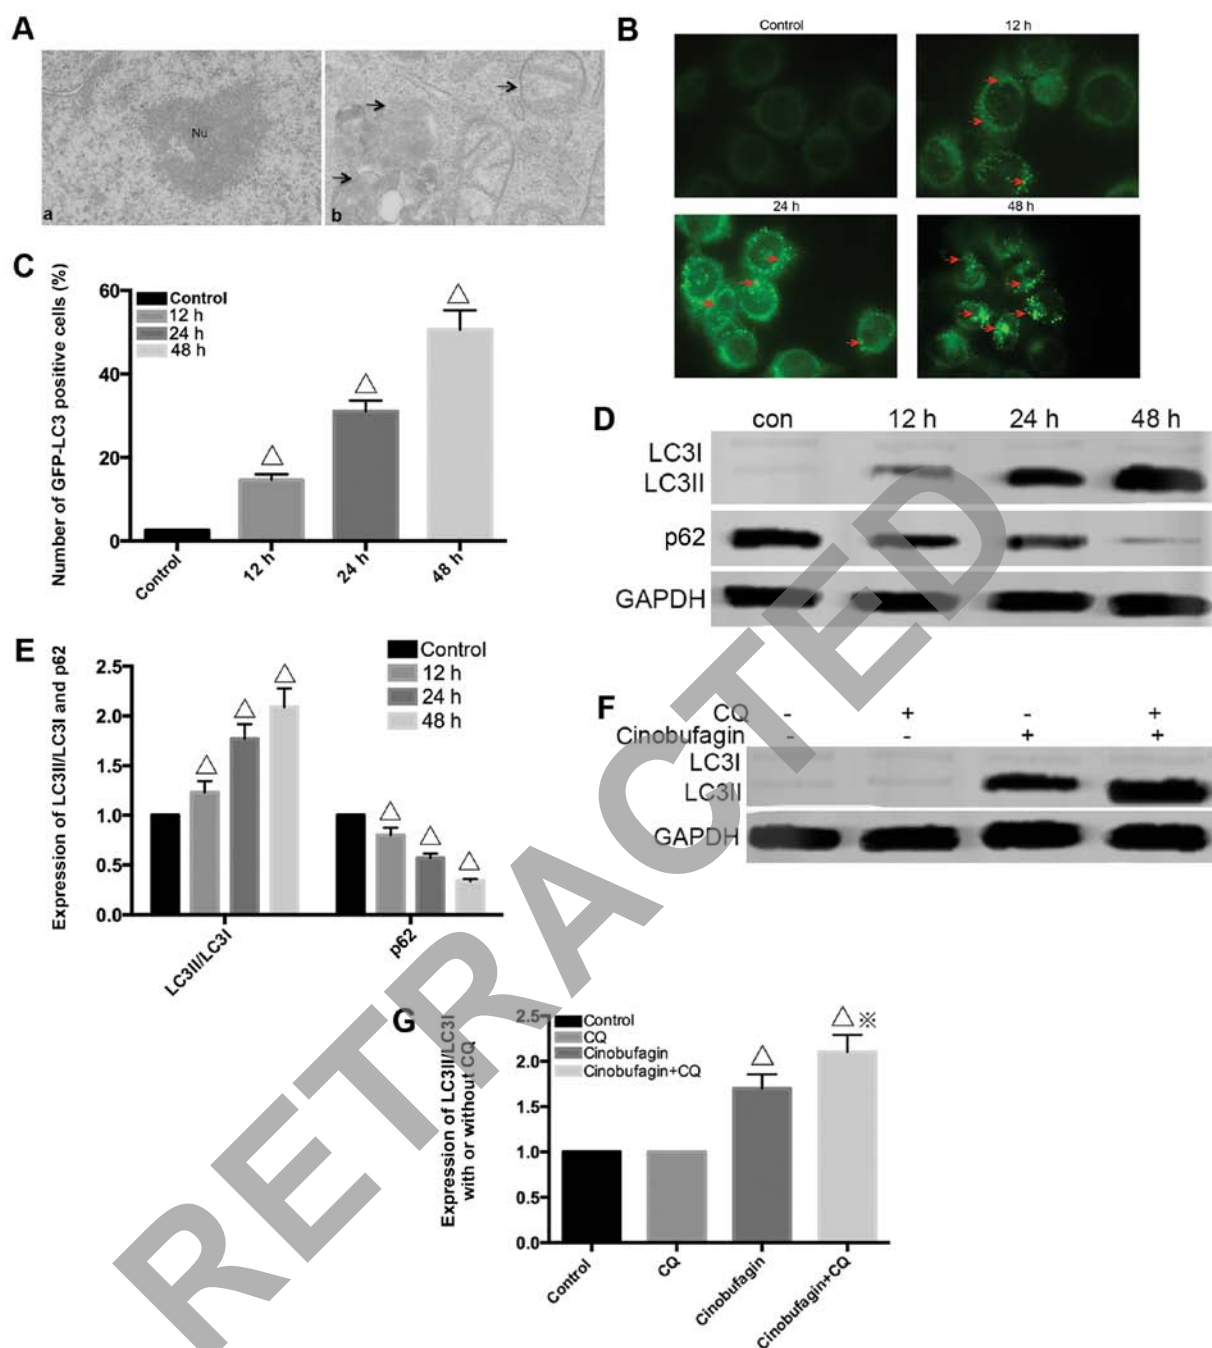 A
Nu
a
b
B
Control
12 h
24 h
48 h
C
Number of GFP-LC3 positive cells (%)
60
40
20
0
Control
12 h
24 h
48 h
Control
12 h
24 h
48 h
D
con 12 h 24 h 48 h
LC3I
LC3II
p62
GAPDH
E
Expression of LC3II/LC3I and p62
2.5
2.0
1.5
1.0
0.5
0.0
Control
12 h
24 h
48 h
LC3II/LC3I
p62
F
CQ - + - +
Cinobufagin - - + +
LC3I
LC3II
GAPDH
G
Expression of LC3II/LC3I
with or without CQ
2.5
2.0
1.5
1.0
0.5
0.0
Control
CQ
Cinobufagin
Cinobufagin+CQ
△
△※
Control
CQ
Cinobufagin
Cinobufagin+CQ
RETRACTED